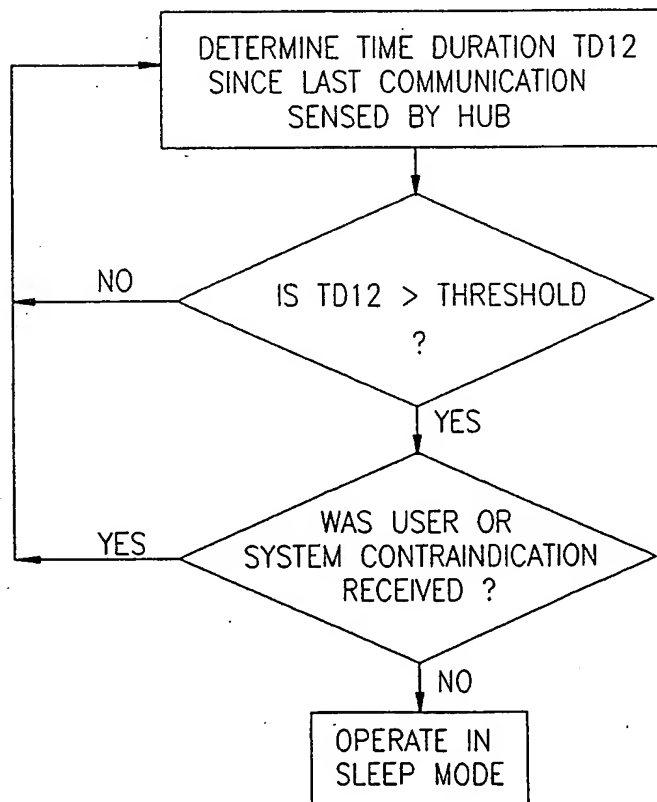 DETERMINE TIME DURATION TD12
SINCE LAST COMMUNICATION
SENSED BY HUB
NO
IS TD12 > THRESHOLD
?
YES
WAS USER OR
YES
SYSTEM CONTRAINDICATION
RECEIVED ?
NO
OPERATE IN
SLEEP MODE